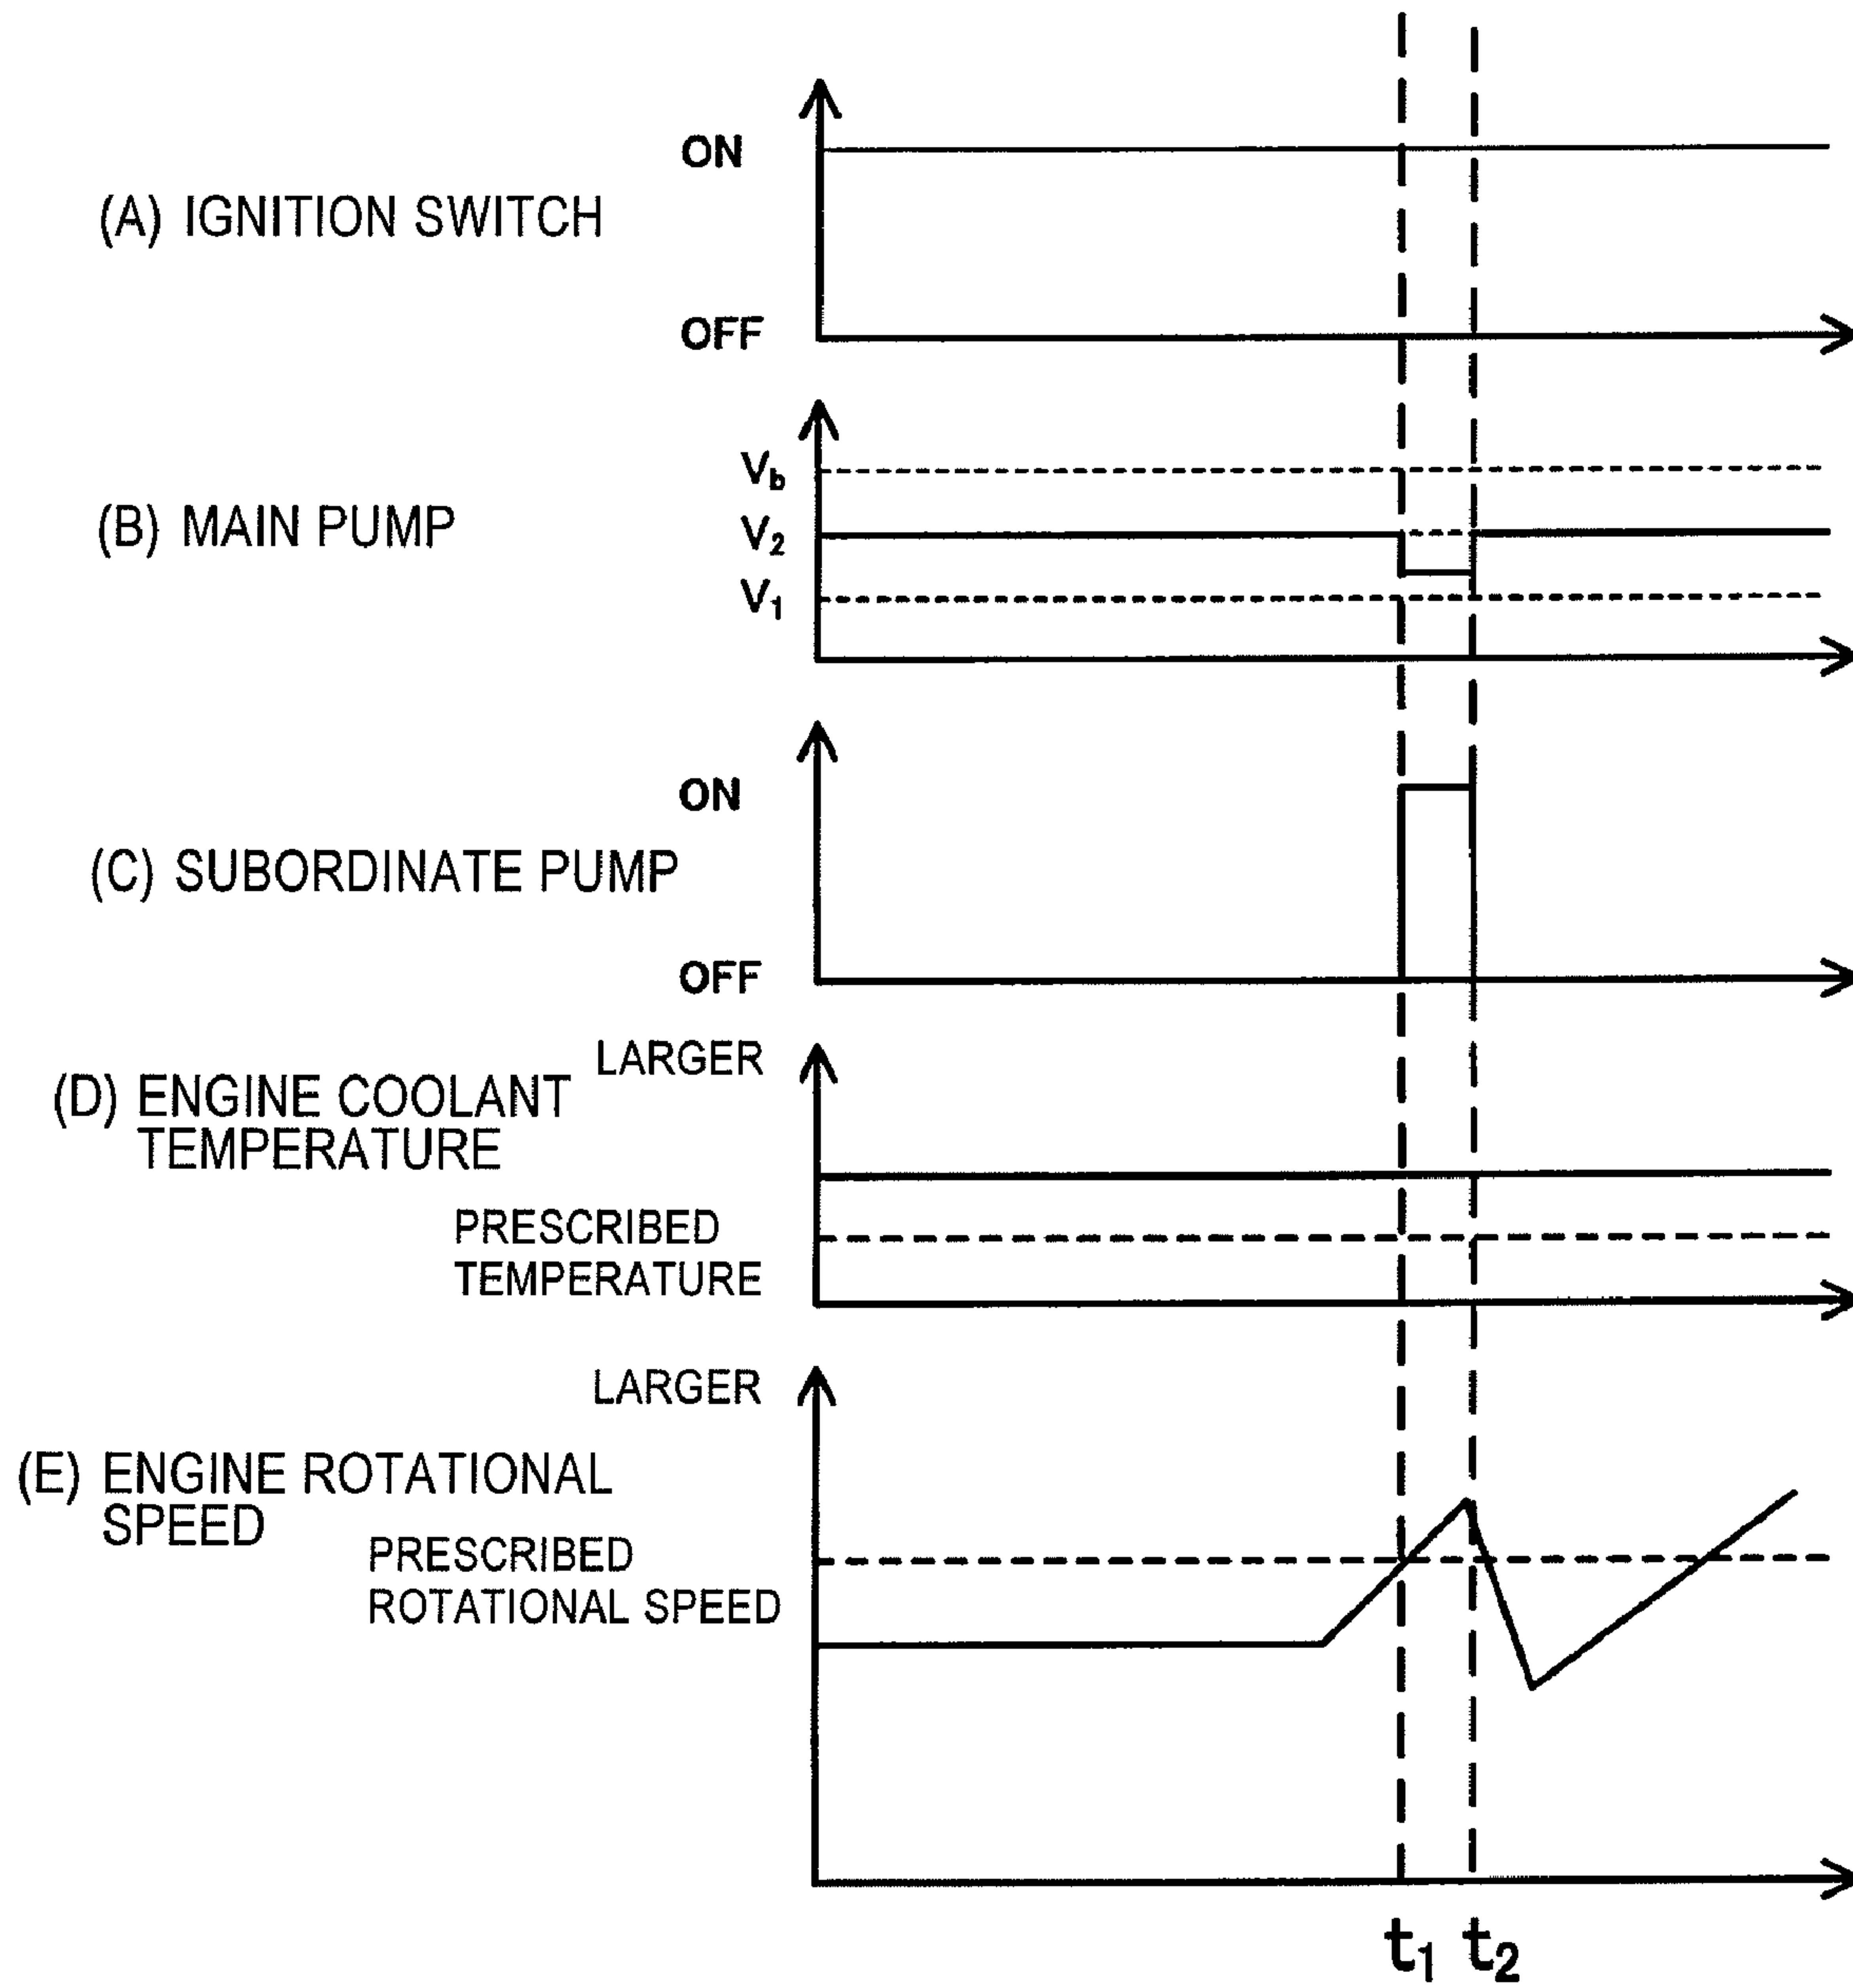 ON
(A) IGNITION SWITCH
OFF
Vb
(B) MAIN PUMP
V2
V1
ON
(C) SUBORDINATE PUMP
OFF
LARGER
(D) ENGINE COOLANT
TEMPERATURE
PRESCRIBED
TEMPERATURE
LARGER
(E) ENGINE ROTATIONAL
SPEED
PRESCRIBED
ROTATIONAL SPEED
t1 t2